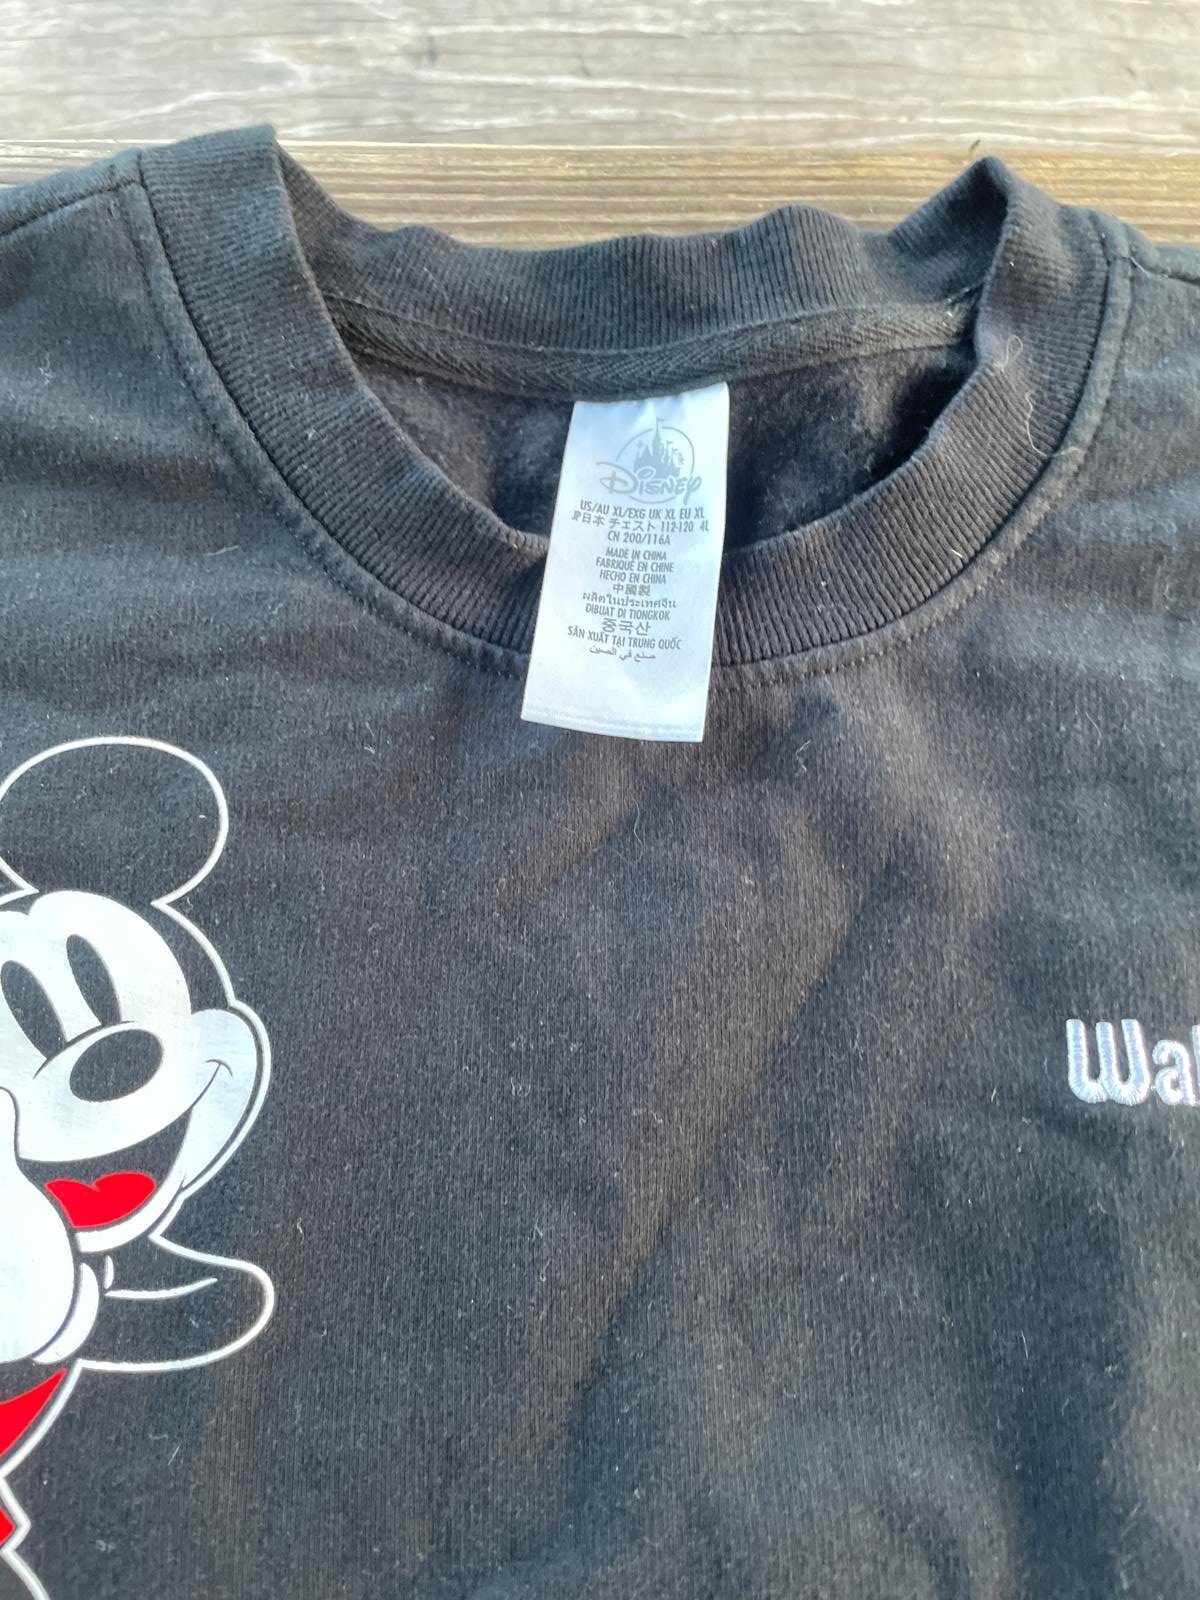 Disney
US/AU XL/EXG UK XL EU XL
JP日本 チェスト 112-120 4L
CN 200/116A
MADE IN CHINA
FABRIQUÉ EN CHINE
HECHO EN CHINA
中國製
ผลิตในประเทศจีน
DIBUAT DI TIONGKOK
중국산
SẢN XUẤT TẠI TRUNG QUỐC
صنع في الصين
Wal